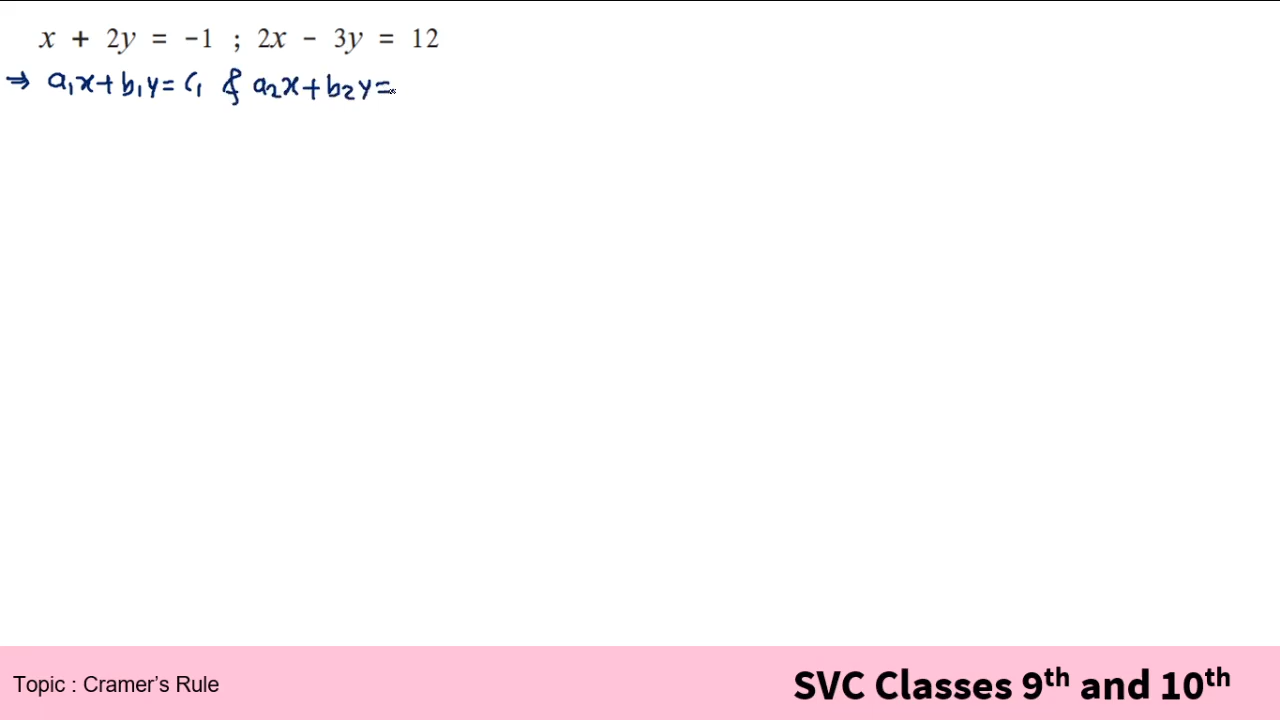 x + 2y = -1 ; 2x - 3y = 12
⇒ a₁x+b₁y=c₁ & a₂x+b₂y=
Topic : Cramer's Rule
SVC Classes 9th and 10th